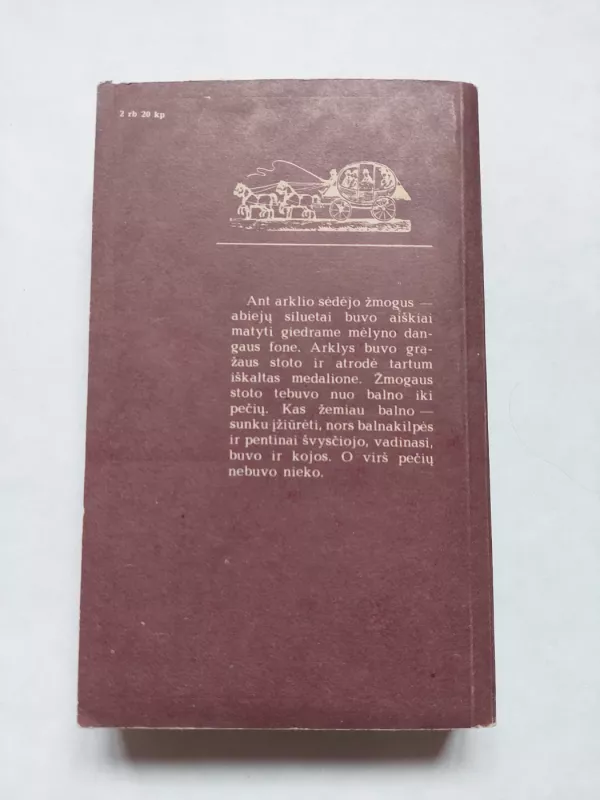 2 rb 20 kp
Ant arklio sėdėjo žmogus —
abiejų siluetai buvo aiškiai
matyti giedrame mėlyno dan-
gaus fone. Arklys buvo gra-
žaus stoto ir atrodė tartum
iškaltas medalione. Žmogaus
stoto tebuvo nuo balno iki
pečių. Kas žemiau balno —
sunku įžiūrėti, nors balnakilpės
ir pentinai švysčiojo, vadinasi,
buvo ir kojos. O virš pečių
nebuvo nieko.